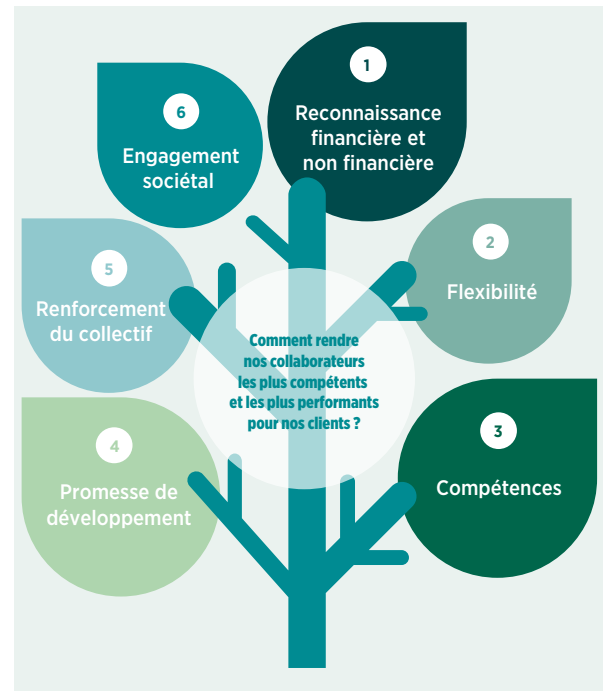 1
Reconnaissance
financière et
non financière
2
Flexibilité
3
Compétences
4
Promesse de
développement
5
Renforcement
du collectif
6
Engagement
sociétal
Comment rendre
nos collaborateurs
les plus compétents
et les plus performants
pour nos clients ?